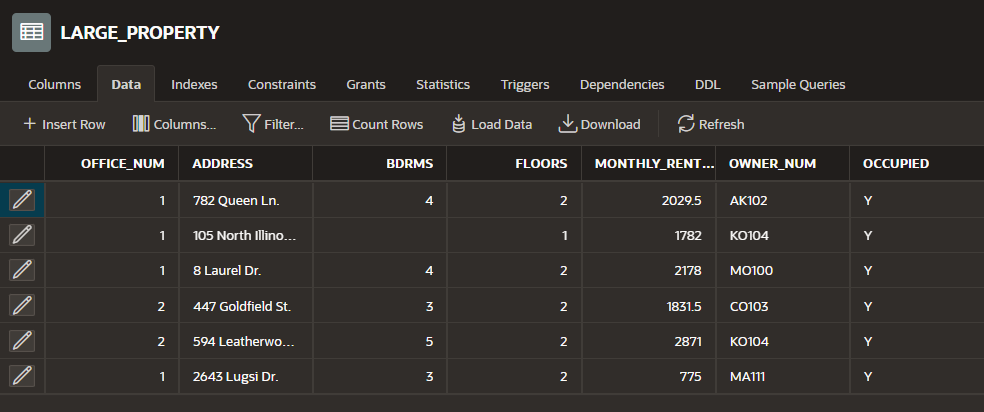 LARGE_PROPERTY
Columns Data Indexes Constraints Grants Statistics Triggers Dependencies DDL Sample Queries
Insert Row Columns... Filter... Count Rows Load Data Download Refresh
OFFICE_NUM ADDRESS BDRMS FLOORS MONTHLY_RENT... OWNER_NUM OCCUPIED
1 782 Queen Ln. 4 2 2029.5 AK102 Y
1 105 North Illino... 1 1782 KO104 Y
1 8 Laurel Dr. 4 2 2178 MO100 Y
2 447 Goldfield St. 3 2 1831.5 CO103 Y
2 594 Leatherwo... 5 2 2871 KO104 Y
1 2643 Lugsi Dr. 3 2 775 MA111 Y